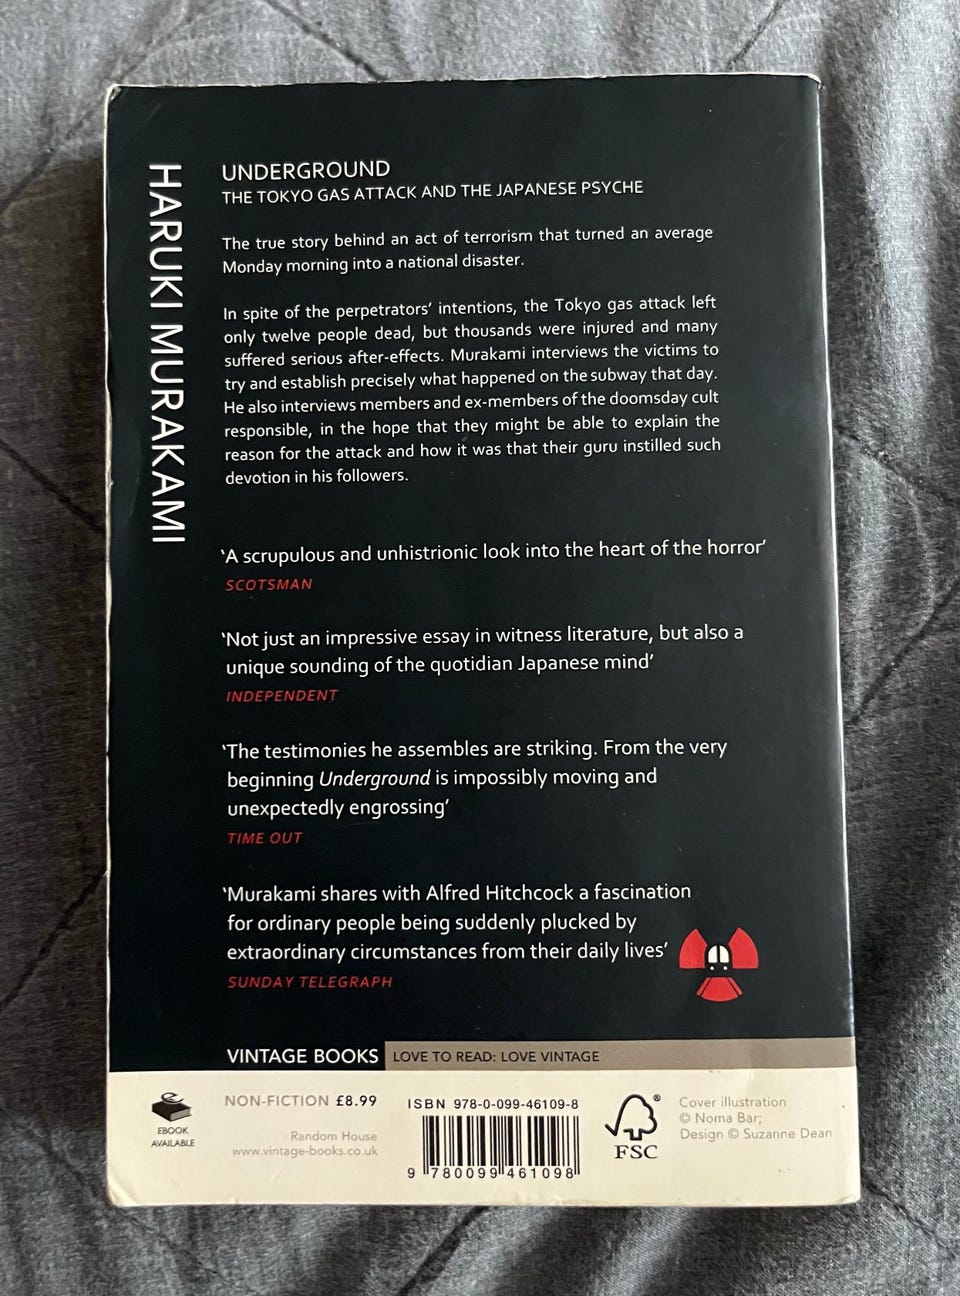 HARUKI MURAKAMI
UNDERGROUND
THE TOKYO GAS ATTACK AND THE JAPANESE PSYCHE
The true story behind an act of terrorism that turned an average
Monday morning into a national disaster.
In spite of the perpetrators' intentions, the Tokyo gas attack left
only twelve people dead, but thousands were injured and many
suffered serious after-effects. Murakami interviews the victims to
try and establish precisely what happened on the subway that day.
He also interviews members and ex-members of the doomsday cult
responsible, in the hope that they might be able to explain the
reason for the attack and how it was that their guru instilled such
devotion in his followers.
'A scrupulous and unhistrionic look into the heart of the horror'
SCOTSMAN
'Not just an impressive essay in witness literature, but also a
unique sounding of the quotidian Japanese mind'
INDEPENDENT
'The testimonies he assembles are striking. From the very
beginning Underground is impossibly moving and
unexpectedly engrossing'
TIME OUT
'Murakami shares with Alfred Hitchcock a fascination
for ordinary people being suddenly plucked by
extraordinary circumstances from their daily lives'
SUNDAY TELEGRAPH
VINTAGE BOOKS LOVE TO READ: LOVE VINTAGE
EBOOK
AVAILABLE
NON-FICTION £8.99
Random House
www.vintage-books.co.uk
ISBN 978-0-099-46109-8
9 780099 461098
®
FSC
Cover illustration
© Noma Bar;
Design © Suzanne Dean